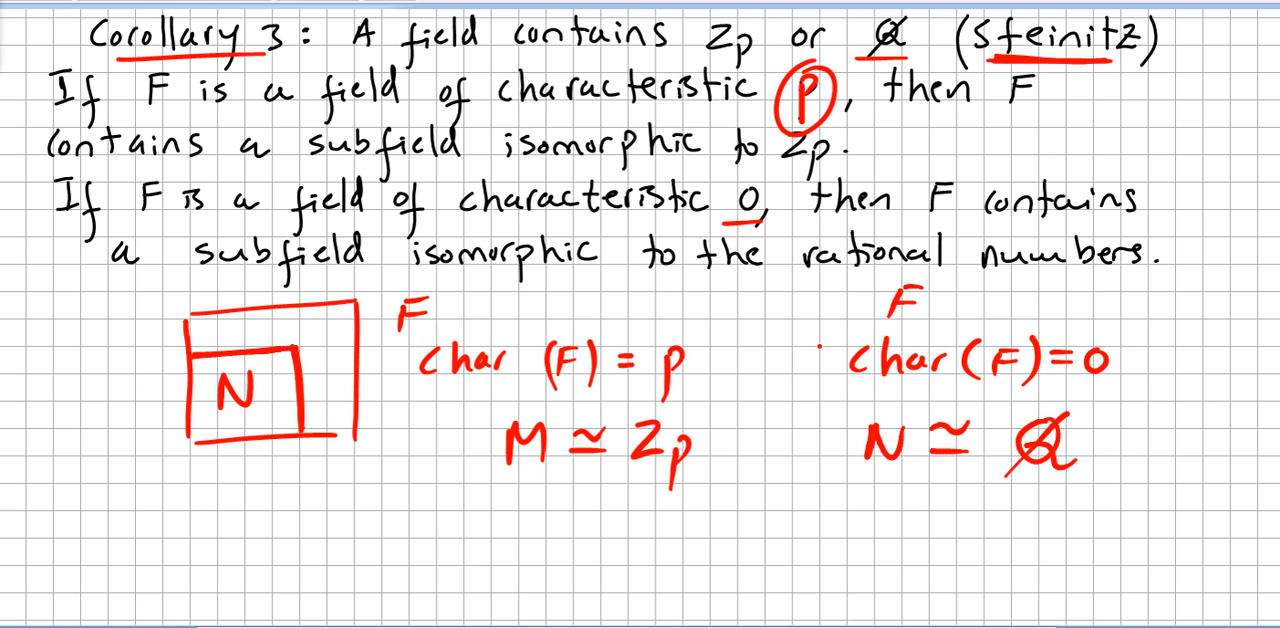 Corollary 3: A field contains Zp or ℚ (Steinitz)
If F is a field of characteristic p, then F
contains a subfield isomorphic to Zp.
If F is a field of characteristic 0, then F contains
a subfield isomorphic to the rational numbers.
F
F
N
char (F) = p
char (F) = 0
M ≃ Zp
N ≅ ℚ